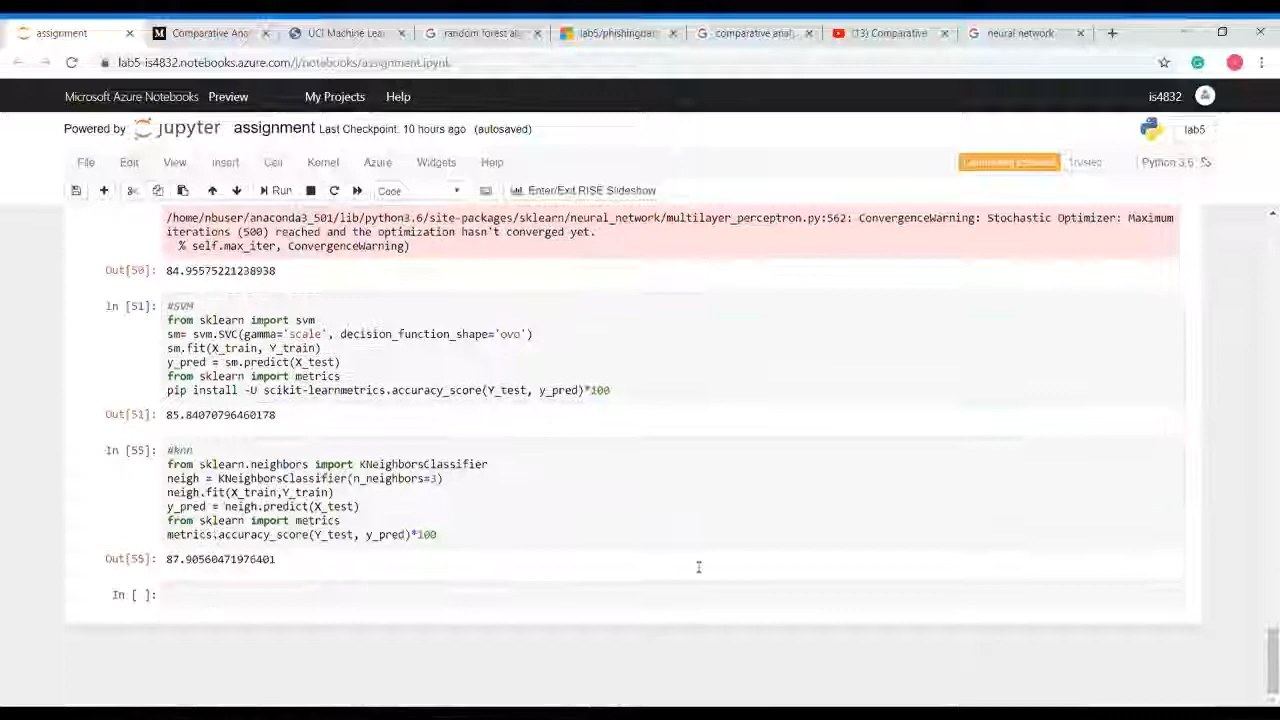 assignment
Comparative Ana
UCI Machine Lea
random forest alg
lab5/phishingdat
comparative anal
(13) Comparative
neural network
lab5-is4832.notebooks.azure.com/j/notebooks/assignment.ipynb
Microsoft Azure Notebooks Preview My Projects Help is4832
Powered by jupyter assignment Last Checkpoint: 10 hours ago (autosaved) lab5
File Edit View Insert Cell Kernel Azure Widgets Help Trusted Python 3.6
Run Code Enter/Exit RISE Slideshow
/home/nbuser/anaconda3_501/lib/python3.6/site-packages/sklearn/neural_network/multilayer_perceptron.py:562: ConvergenceWarning: Stochastic Optimizer: Maximum
iterations (500) reached and the optimization hasn't converged yet.
% self.max_iter, ConvergenceWarning)
Out[50]: 84.95575221238938
In [51]: #SVM
from sklearn import svm
sm= svm.SVC(gamma='scale', decision_function_shape='ovo')
sm.fit(X_train, Y_train)
y_pred = sm.predict(X_test)
from sklearn import metrics
pip install -U scikit-learnmetrics.accuracy_score(Y_test, y_pred)*100
Out[51]: 85.84070796460178
In [55]: #knn
from sklearn.neighbors import KNeighborsClassifier
neigh = KNeighborsClassifier(n_neighbors=3)
neigh.fit(X_train,Y_train)
y_pred = neigh.predict(X_test)
from sklearn import metrics
metrics.accuracy_score(Y_test, y_pred)*100
Out[55]: 87.90560471976401
In [ ]: